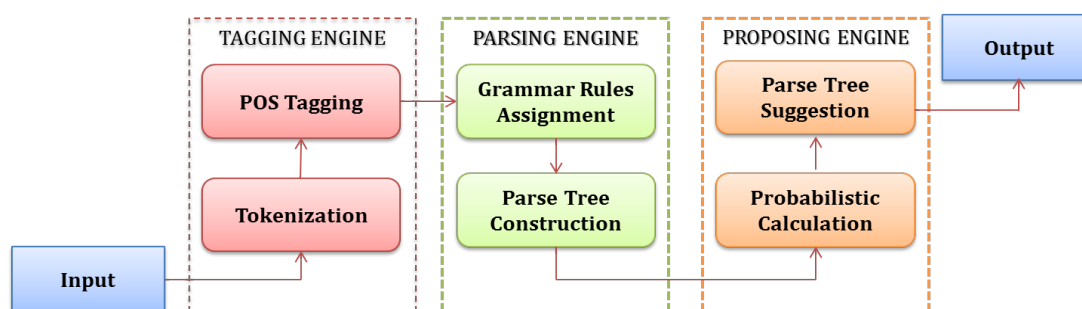 TAGGING ENGINE
PARSING ENGINE
PROPOSING ENGINE
Output
POS Tagging
Grammar Rules
Assignment
Parse Tree
Suggestion
Tokenization
Parse Tree
Construction
Probabilistic
Calculation
Input